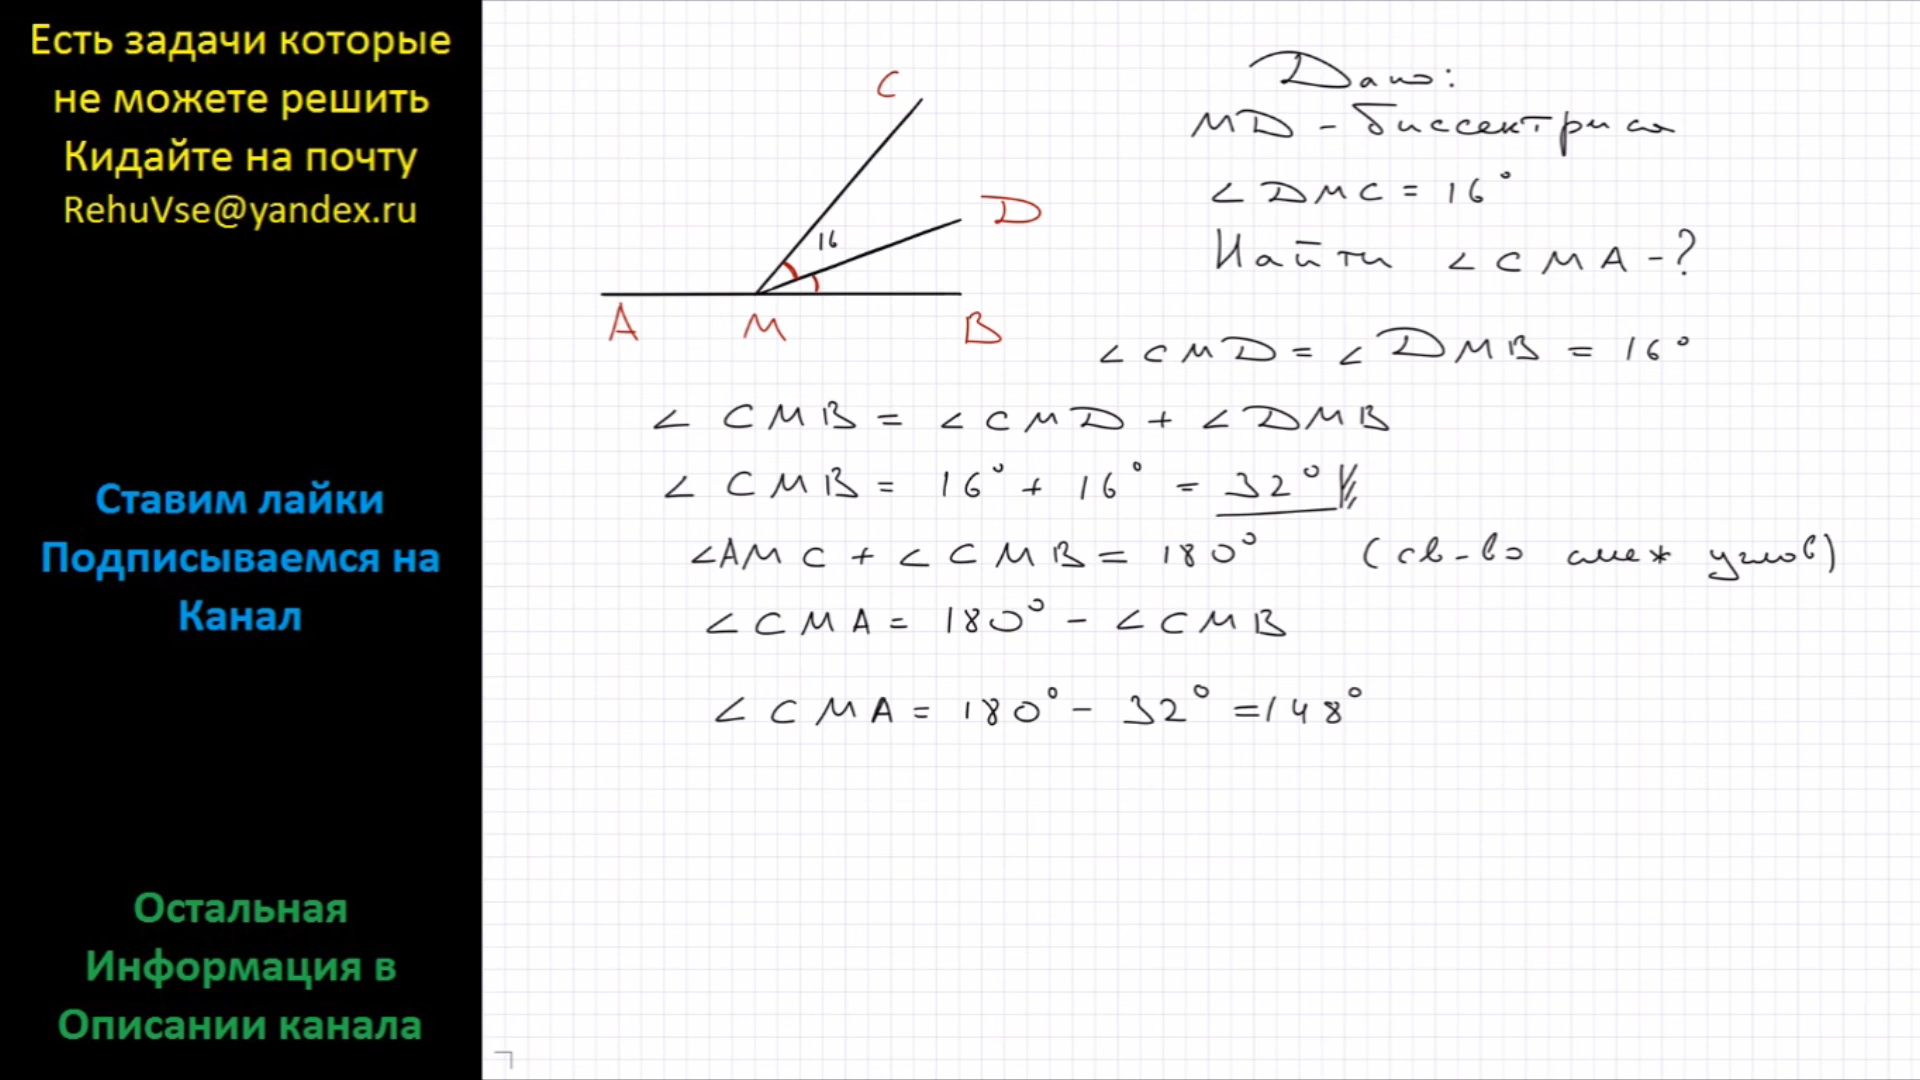 Есть задачи которые
не можете решить
Кидайте на почту
RehuVse@yandex.ru
Ставим лайки
Подписываемся на
Канал
Остальная
Информация в
Описании канала
C
D
16
A
M
B
Дано:
MD - биссектриса
∠DMC = 16°
Найти ∠CMA - ?
∠CMD = ∠DMB = 16°
∠CMB = ∠CMD + ∠DMB
∠CMB = 16° + 16° = 32°
∠AMC + ∠CMB = 180° (св-во смеж углов)
∠CMA = 180° - ∠CMB
∠CMA = 180° - 32° = 148°